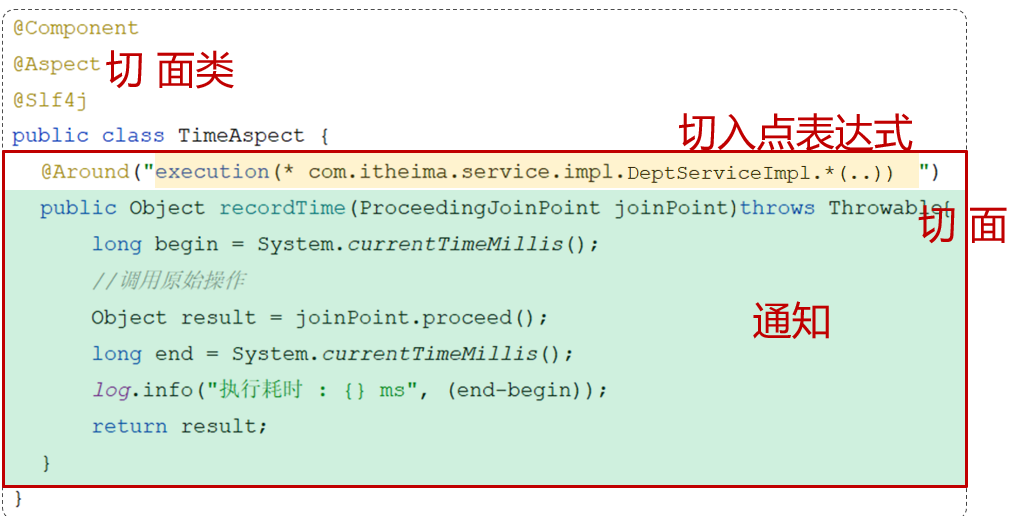 @Component
@Aspect 切 面类
@Slf4j
public class TimeAspect {
切入点表达式
@Around("execution(* com.itheima.service.impl.DeptServiceImpl.*(..)) ")
public Object recordTime(ProceedingJoinPoint joinPoint)throws Throwable{
切 面
long begin = System.currentTimeMillis();
//调用原始操作
Object result = joinPoint.proceed();
通知
long end = System.currentTimeMillis();
log.info("执行耗时 : {} ms", (end-begin));
return result;
}
}